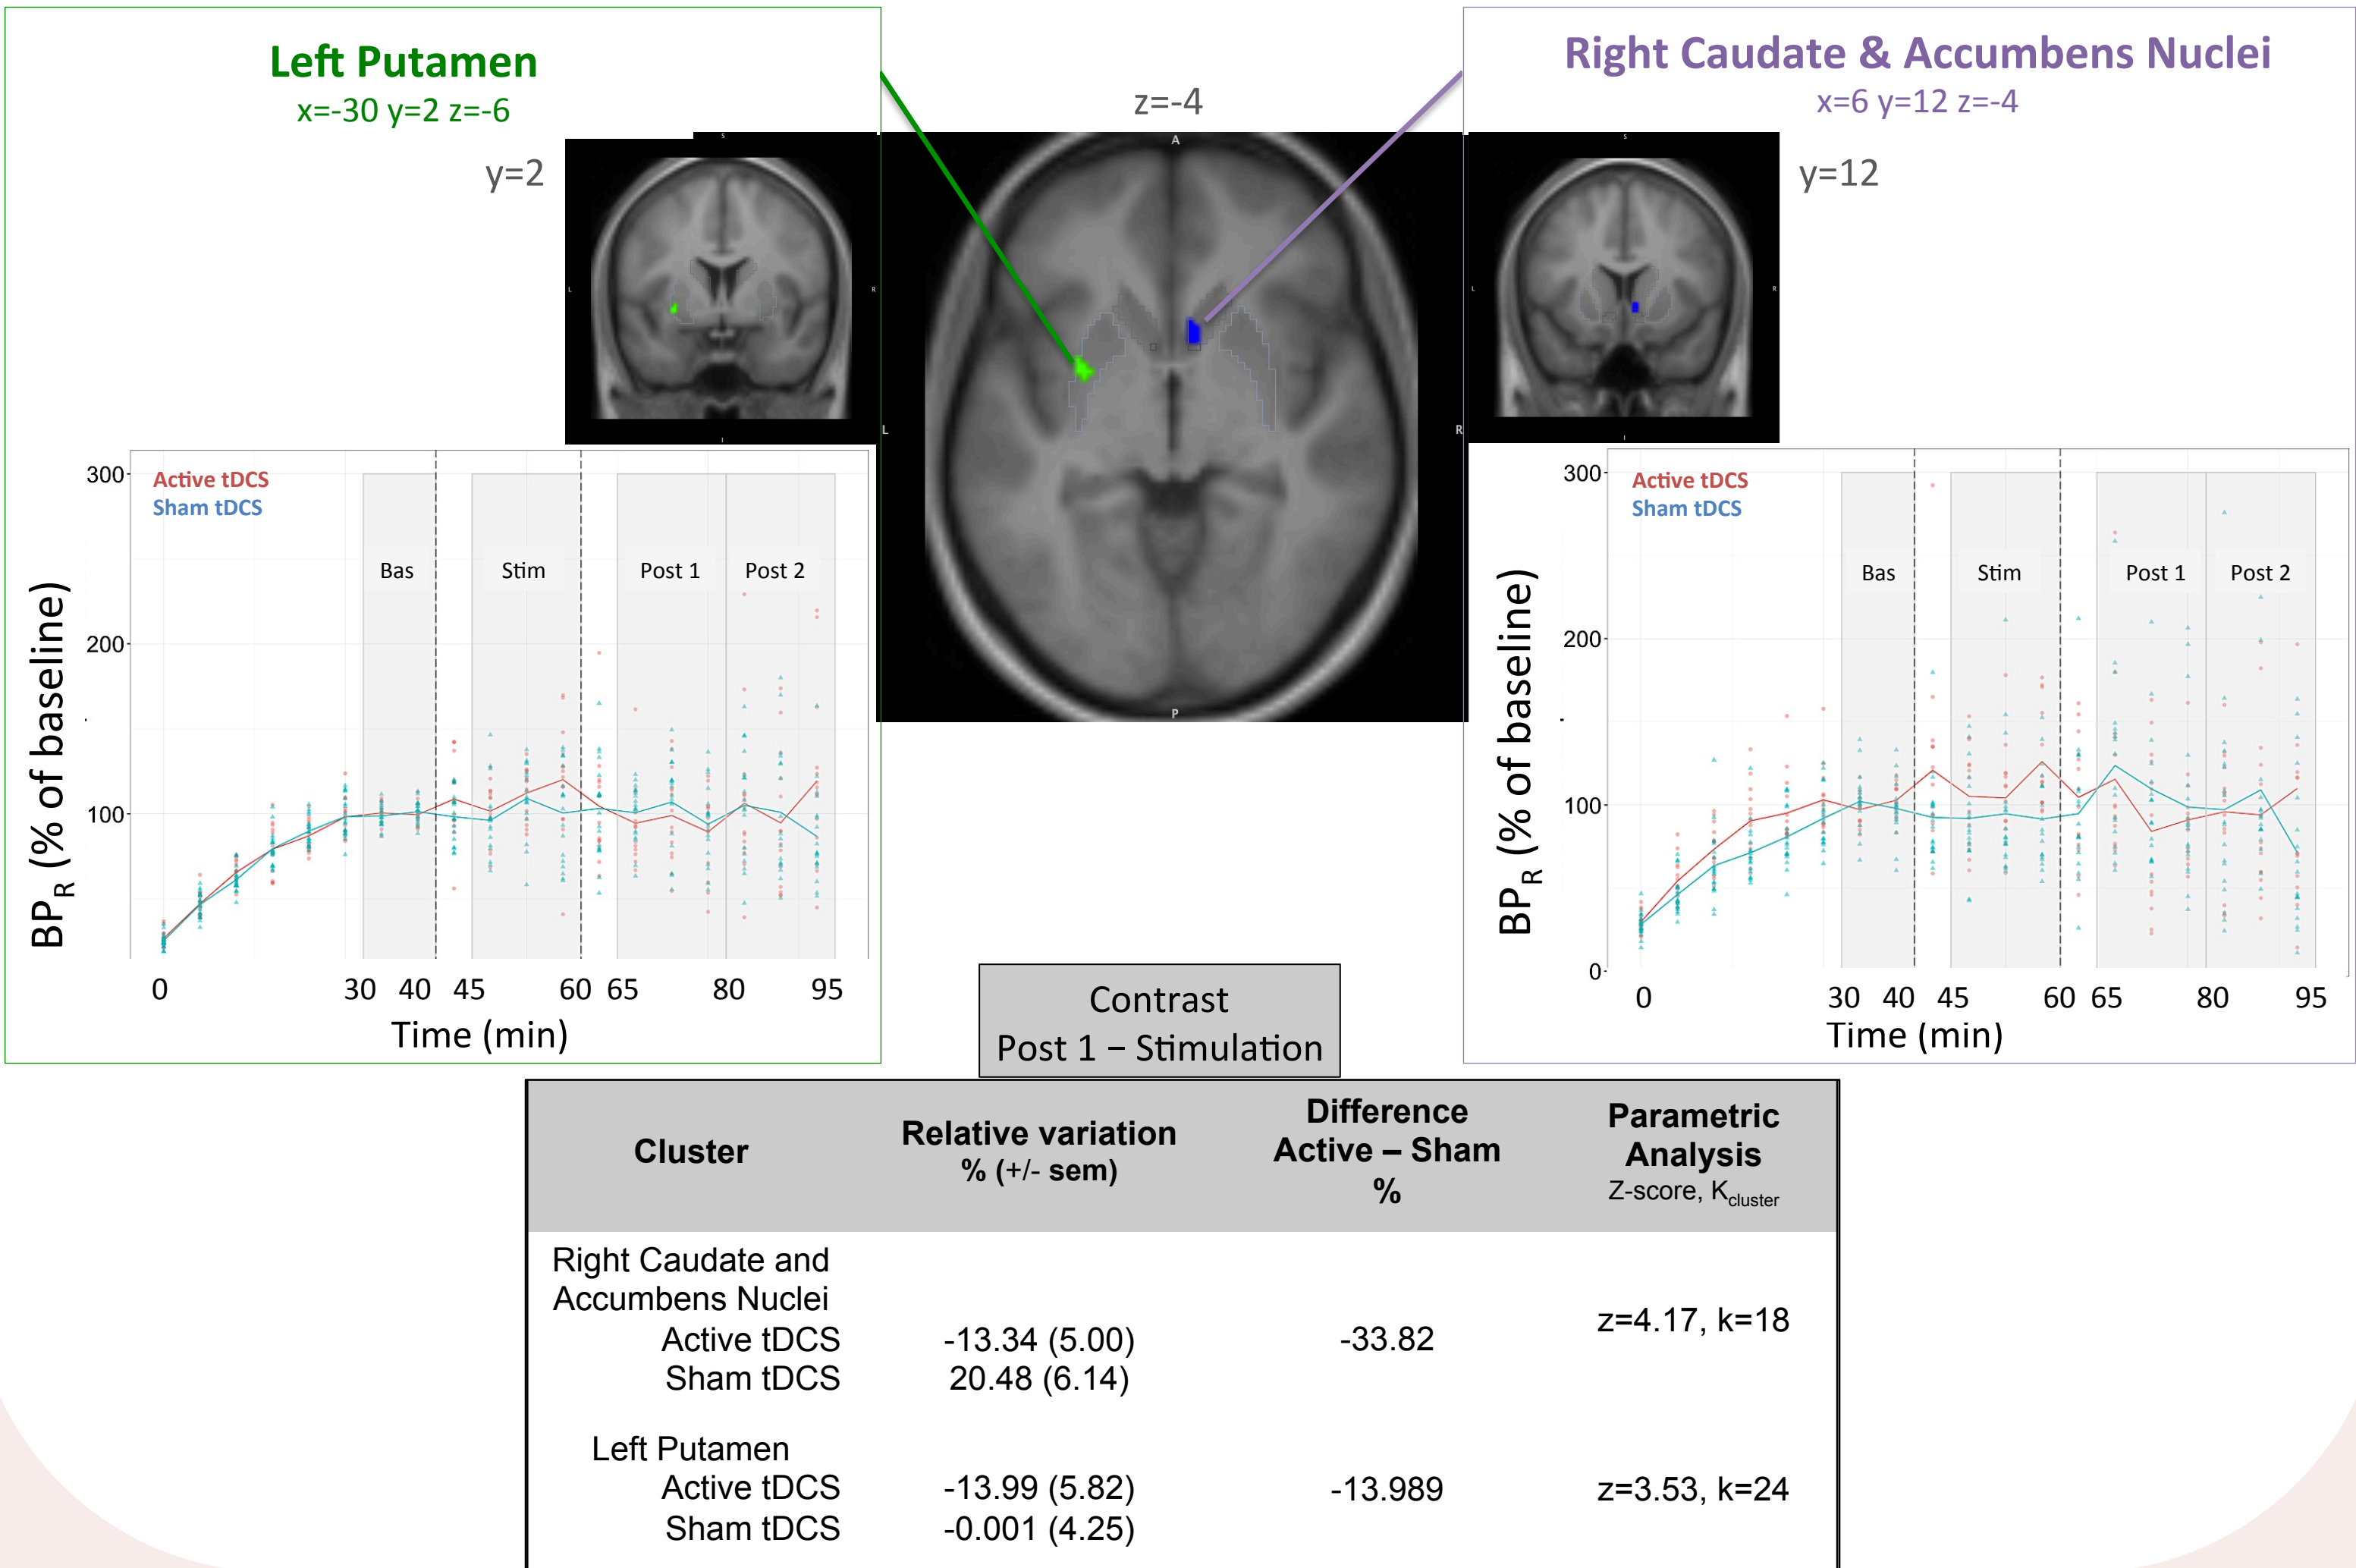 Left Putamen
x=-30 y=2 z=-6
y=2
S
L
R
I
300
200
100
Active tDCS
Sham tDCS
Bas
Stim
Post 1
Post 2
BPR (% of baseline)
0 30 40 45 60 65 80 95
Time (min)
z=-4
A
L
R
P
Right Caudate & Accumbens Nuclei
x=6 y=12 z=-4
y=12
S
L
R
I
300
200
100
0
Active tDCS
Sham tDCS
Bas
Stim
Post 1
Post 2
BPR (% of baseline)
0 30 40 45 60 65 80 95
Time (min)
Contrast
Post 1 – Stimulation
Cluster
Relative variation
% (+/- sem)
Difference
Active – Sham
%
Parametric
Analysis
Z-score, Kcluster
Right Caudate and
Accumbens Nuclei
z=4.17, k=18
Active tDCS -13.34 (5.00) -33.82
Sham tDCS 20.48 (6.14)
Left Putamen
Active tDCS -13.99 (5.82) -13.989 z=3.53, k=24
Sham tDCS -0.001 (4.25)